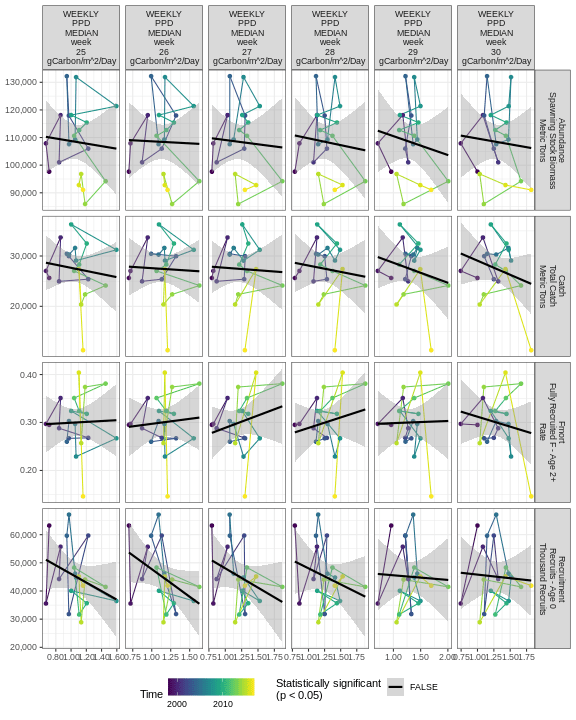 WEEKLY PPD MEDIAN week 25 gCarbon/m^2/Day
WEEKLY PPD MEDIAN week 26 gCarbon/m^2/Day
WEEKLY PPD MEDIAN week 27 gCarbon/m^2/Day
WEEKLY PPD MEDIAN week 28 gCarbon/m^2/Day
WEEKLY PPD MEDIAN week 29 gCarbon/m^2/Day
WEEKLY PPD MEDIAN week 30 gCarbon/m^2/Day
130,000
120,000
110,000
100,000
90,000
Abundance
Spawning Stock Biomass
Metric Tons
30,000
20,000
Catch
Total Catch
Metric Tons
0.40
0.30
0.20
Fmort
Fully Recruited F - Age 2+
Rate
60,000
50,000
40,000
30,000
20,000
Recruitment
Recruits - Age 0
Thousand Recruits
0.80 1.00 1.20 1.40 1.60
0.75 1.00 1.25 1.50
0.75 1.00 1.25 1.50 1.75
0.75 1.00 1.25 1.50 1.75
1.00 1.50 2.00
0.75 1.00 1.25 1.50 1.75
Time
2000 2010
Statistically significant
(p < 0.05)
FALSE